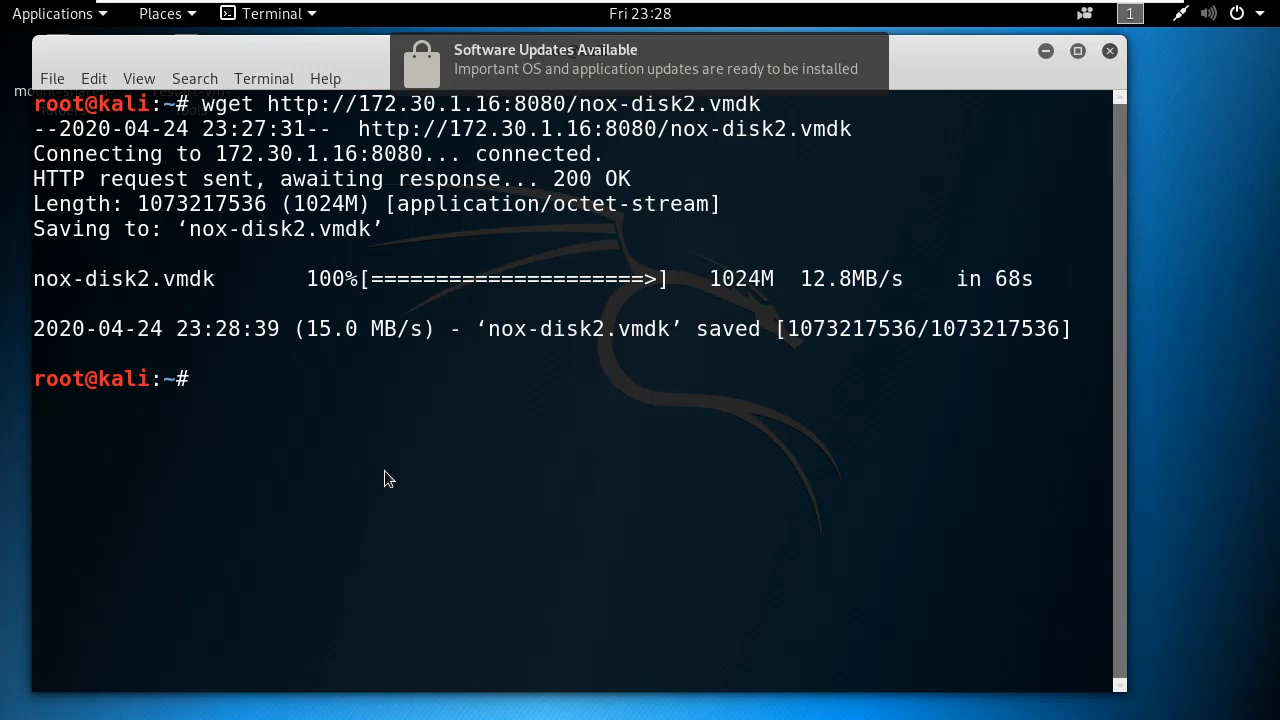 Applications Places Terminal Fri 23:28 1
Software Updates Available
Important OS and application updates are ready to be installed
File Edit View Search Terminal Help
root@kali:~# wget http://172.30.1.16:8080/nox-disk2.vmdk
--2020-04-24 23:27:31-- http://172.30.1.16:8080/nox-disk2.vmdk
Connecting to 172.30.1.16:8080... connected.
HTTP request sent, awaiting response... 200 OK
Length: 1073217536 (1024M) [application/octet-stream]
Saving to: ‘nox-disk2.vmdk’
nox-disk2.vmdk 100%[=====================>] 1024M 12.8MB/s in 68s
2020-04-24 23:28:39 (15.0 MB/s) - ‘nox-disk2.vmdk’ saved [1073217536/1073217536]
root@kali:~#